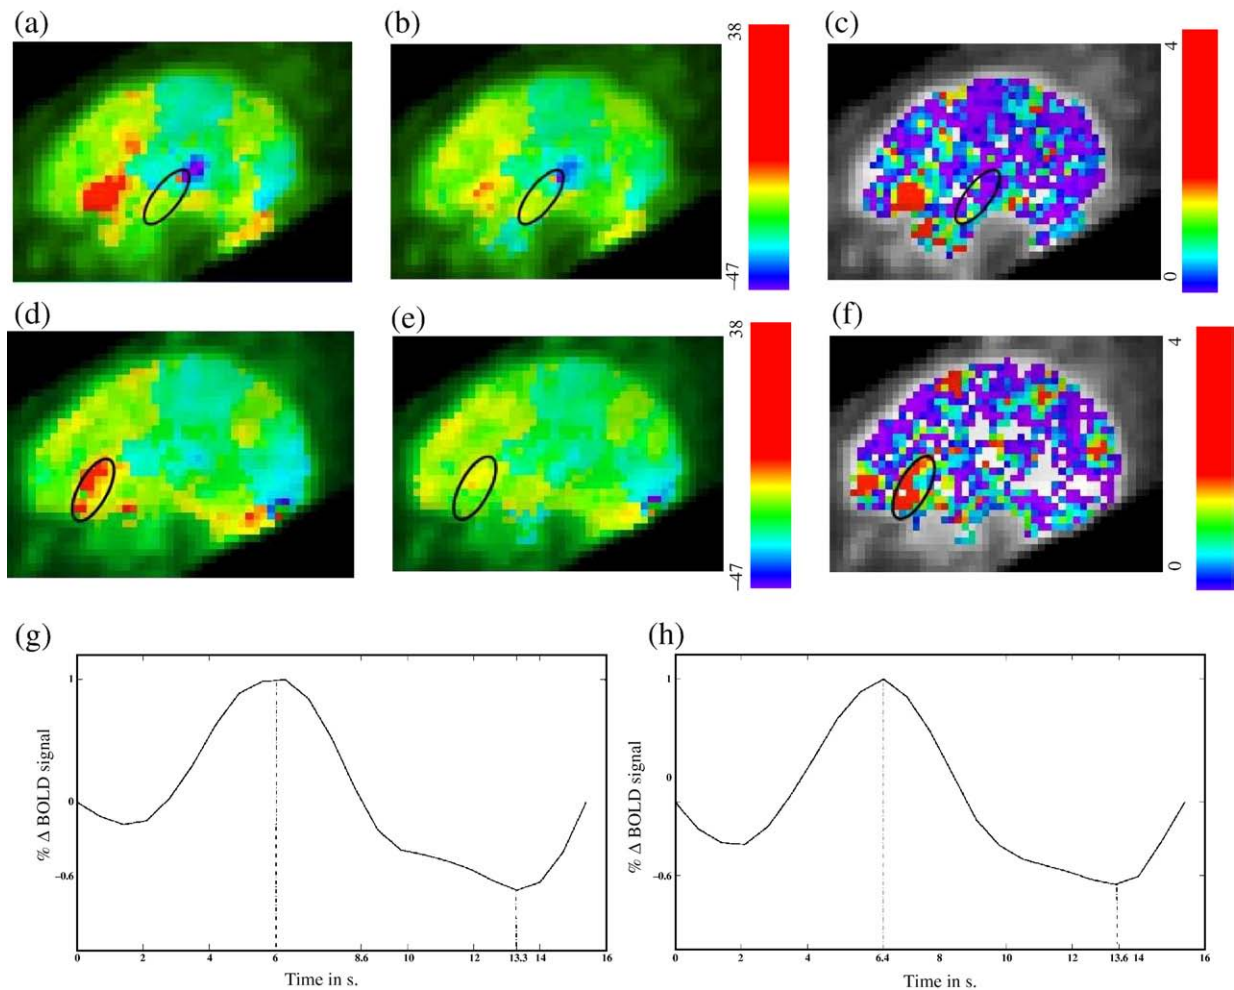 (a)
(b)
(c)
38
−47
4
0
(d)
(e)
(f)
38
−47
4
0
(g)
(h)
% Δ BOLD signal
1
0
−0.6
0 2 4 6 8.6 10 12 13.3 14 16
Time in s.
% Δ BOLD signal
1
0
−0.6
0 2 4 6.4 8 10 12 13.6 14 16
Time in s.